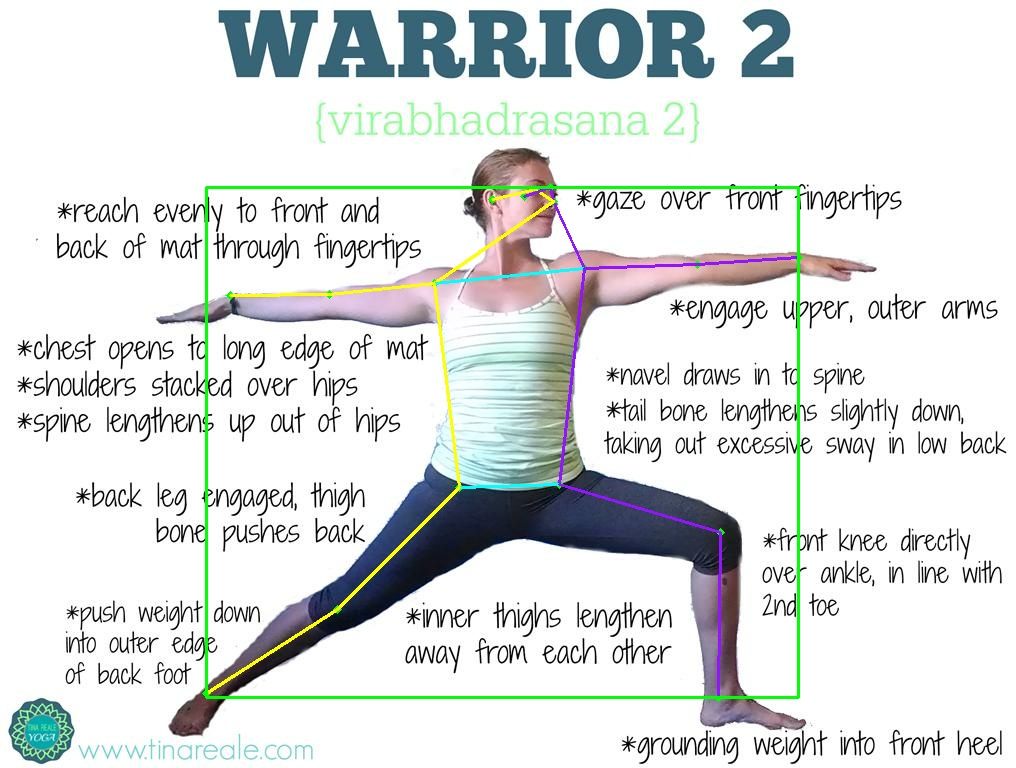 WARRIOR 2
{virabhadrasana 2}
*reach evenly to front and
back of mat through fingertips
*gaze over front fingertips
*engage upper, outer arms
*chest opens to long edge of mat
*shoulders stacked over hips
*spine lengthens up out of hips
*navel draws in to spine
*tail bone lengthens slightly down,
taking out excessive sway in low back
*back leg engaged, thigh
bone pushes back
*front knee directly
over ankle, in line with
2nd toe
*push weight down
into outer edge
of back foot
*inner thighs lengthen
away from each other
*grounding weight into front heel
TINA REALE
YOGA
www.tinareale.com